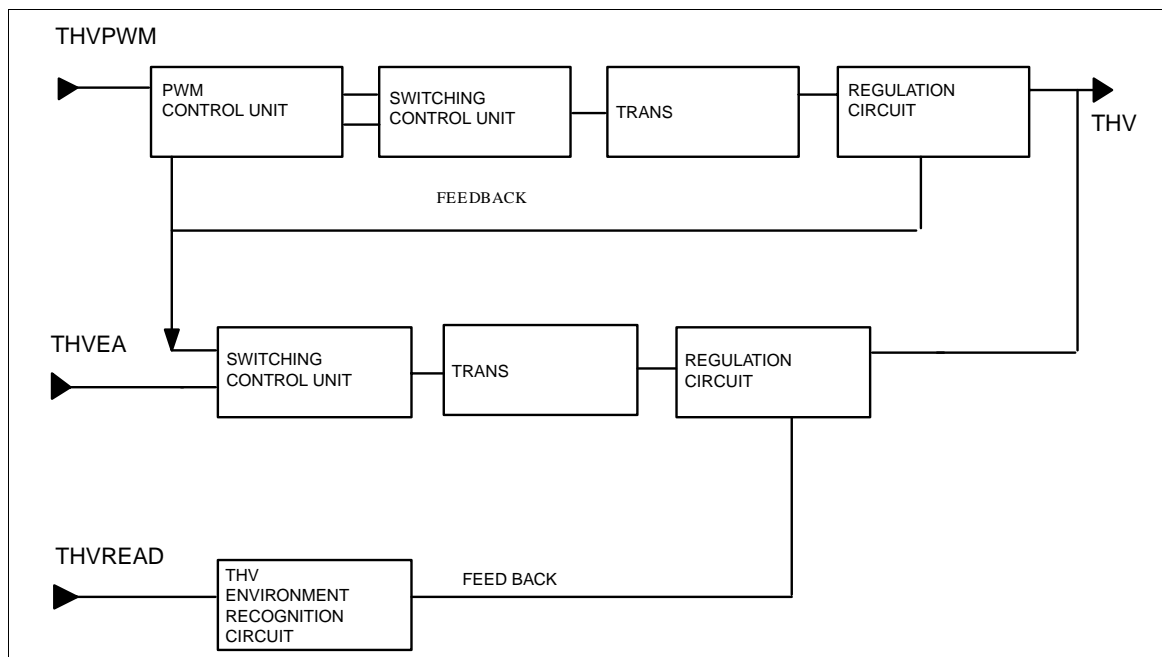 THVPWM
PWM
CONTROL UNIT
SWITCHING
CONTROL UNIT
TRANS
REGULATION
CIRCUIT
THV
FEEDBACK
THVEA
SWITCHING
CONTROL UNIT
TRANS
REGULATION
CIRCUIT
THVREAD
THV
ENVIRONMENT
RECOGNITION
CIRCUIT
FEED BACK